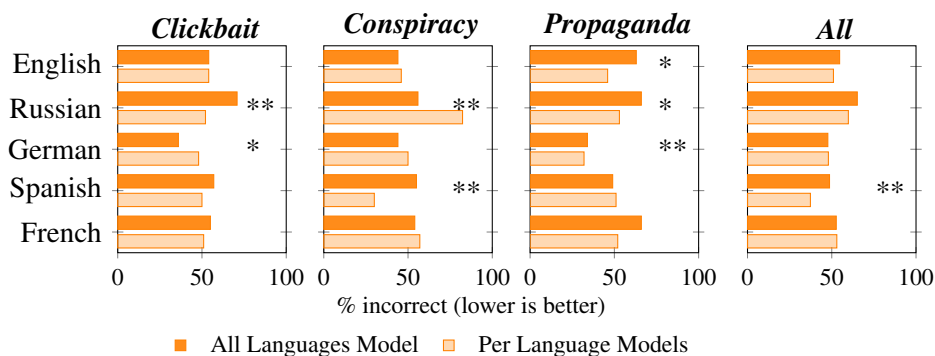 Clickbait Conspiracy Propaganda All
English *
Russian ** ** *
German * **
Spanish ** **
French
0 50 100 0 50 100 0 50 100 0 50 100
% incorrect (lower is better)
All Languages Model Per Language Models